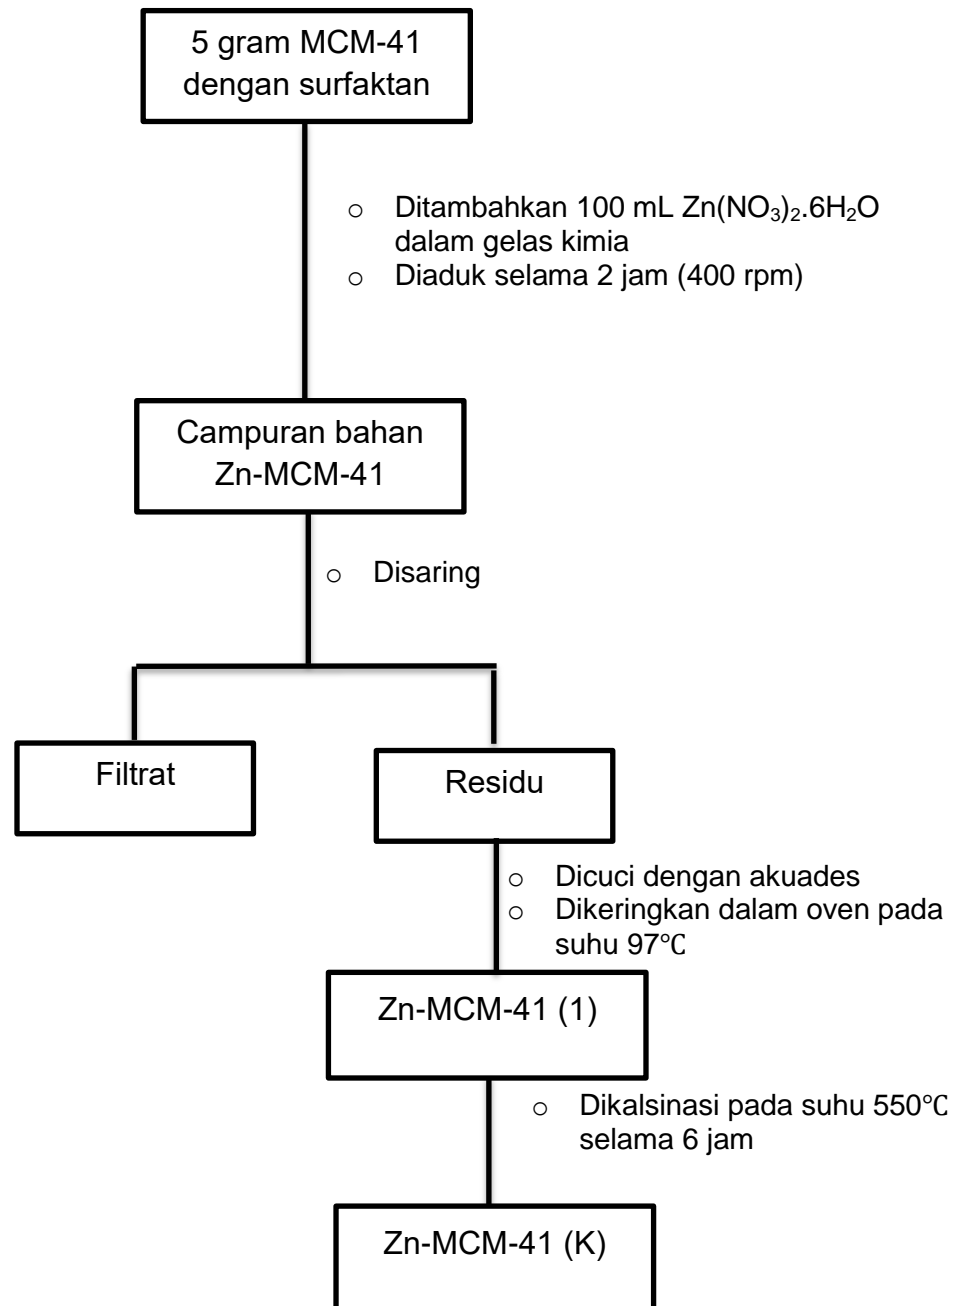 5 gram MCM-41
dengan surfaktan
○ Ditambahkan 100 mL Zn(NO₃)₂.6H₂O
dalam gelas kimia
○ Diaduk selama 2 jam (400 rpm)
Campuran bahan
Zn-MCM-41
○ Disaring
Filtrat
Residu
○ Dicuci dengan akuades
○ Dikeringkan dalam oven pada
suhu 97℃
Zn-MCM-41 (1)
○ Dikalsinasi pada suhu 550℃
selama 6 jam
Zn-MCM-41 (K)